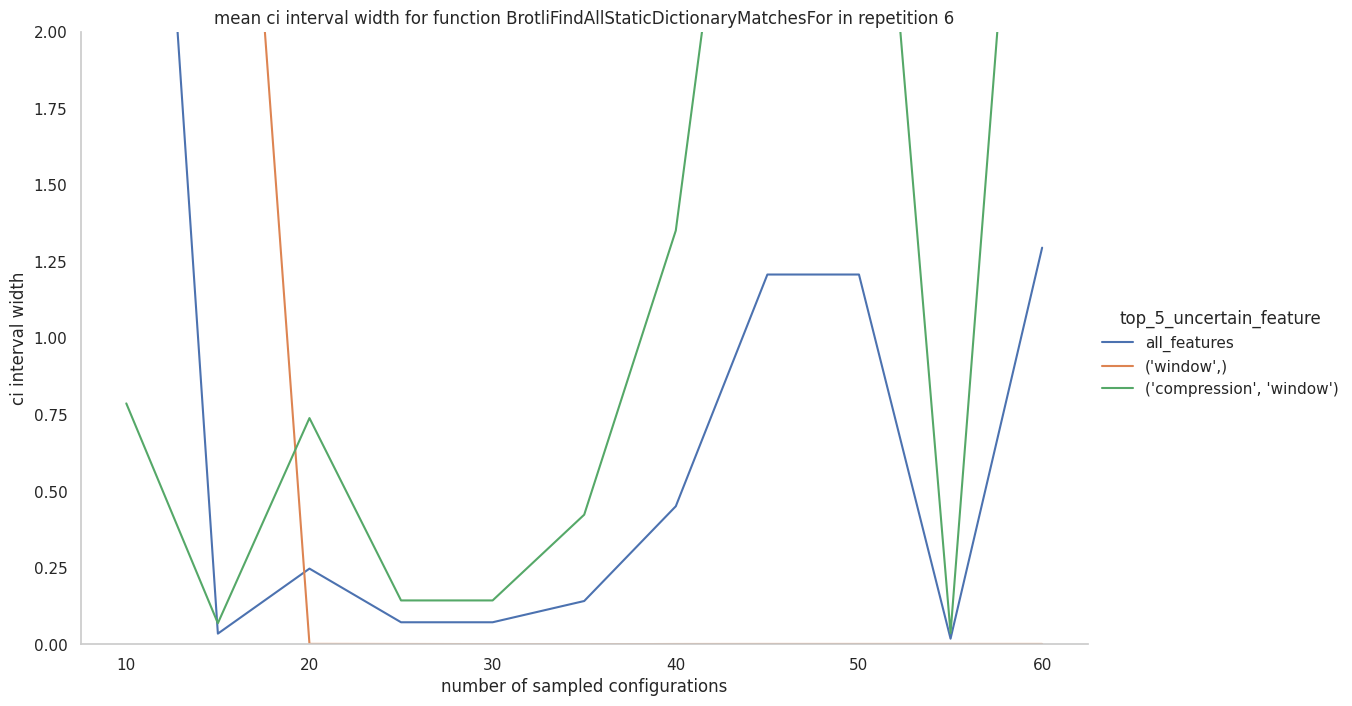 mean ci interval width for function BrotliFindAllStaticDictionaryMatchesFor in repetition 6
2.00
1.75
1.50
1.25
1.00
0.75
0.50
0.25
0.00
ci interval width
10 20 30 40 50 60
number of sampled configurations
top_5_uncertain_feature
all_features
('window',)
('compression', 'window')